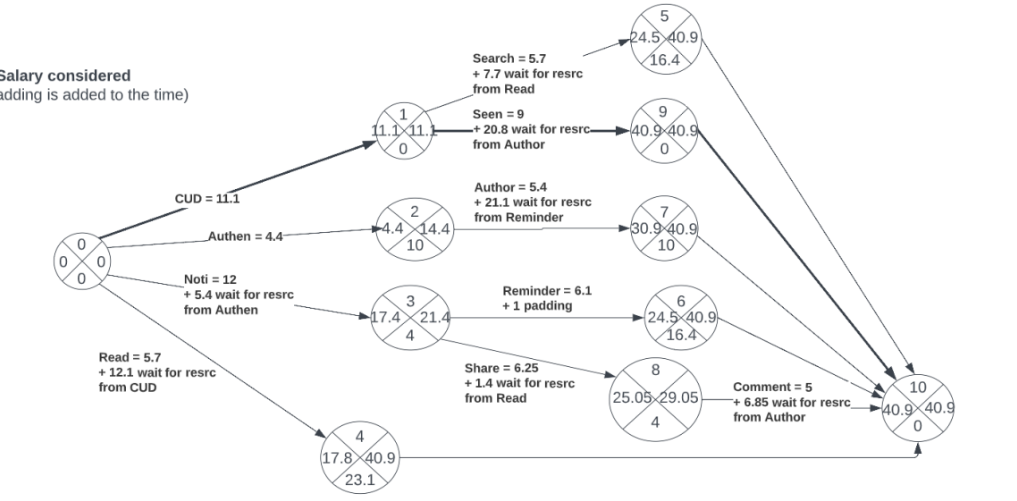 Salary considered
adding is added to the time)
5
24.5 40.9
16.4
Search = 5.7
+ 7.7 wait for resrc
from Read
1
11.1 11.1
0
Seen = 9
+ 20.8 wait for resrc
from Author
9
40.9 40.9
0
CUD = 11.1
Author = 5.4
+ 21.1 wait for resrc
from Reminder
2
4.4 14.4
10
7
30.9 40.9
10
Authen = 4.4
0
0 0
0
Noti = 12
+ 5.4 wait for resrc
from Authen
3
17.4 21.4
4
Reminder = 6.1
+ 1 padding
6
24.5 40.9
16.4
Read = 5.7
+ 12.1 wait for resrc
from CUD
Share = 6.25
+ 1.4 wait for resrc
from Read
8
25.05 29.05
4
Comment = 5
+ 6.85 wait for resrc
from Author
10
40.9 40.9
0
4
17.8 40.9
23.1